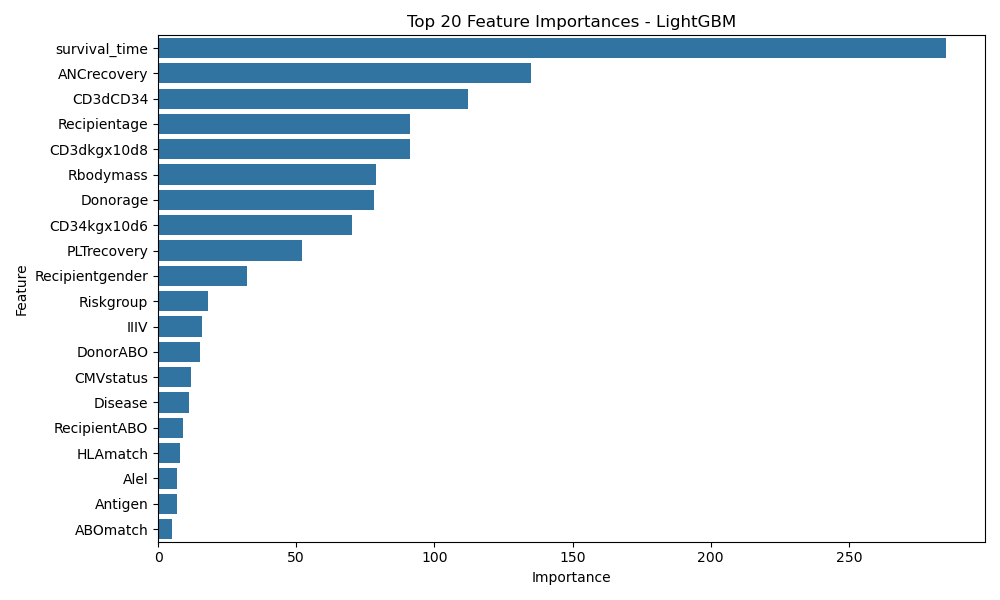 Top 20 Feature Importances - LightGBM
survival_time
ANCrecovery
CD3dCD34
Recipientage
CD3dkgx10d8
Rbodymass
Donorage
CD34kgx10d6
PLTrecovery
Recipientgender
Riskgroup
IIIV
DonorABO
CMVstatus
Disease
RecipientABO
HLAmatch
Alel
Antigen
ABOmatch
Feature
0 50 100 150 200 250
Importance